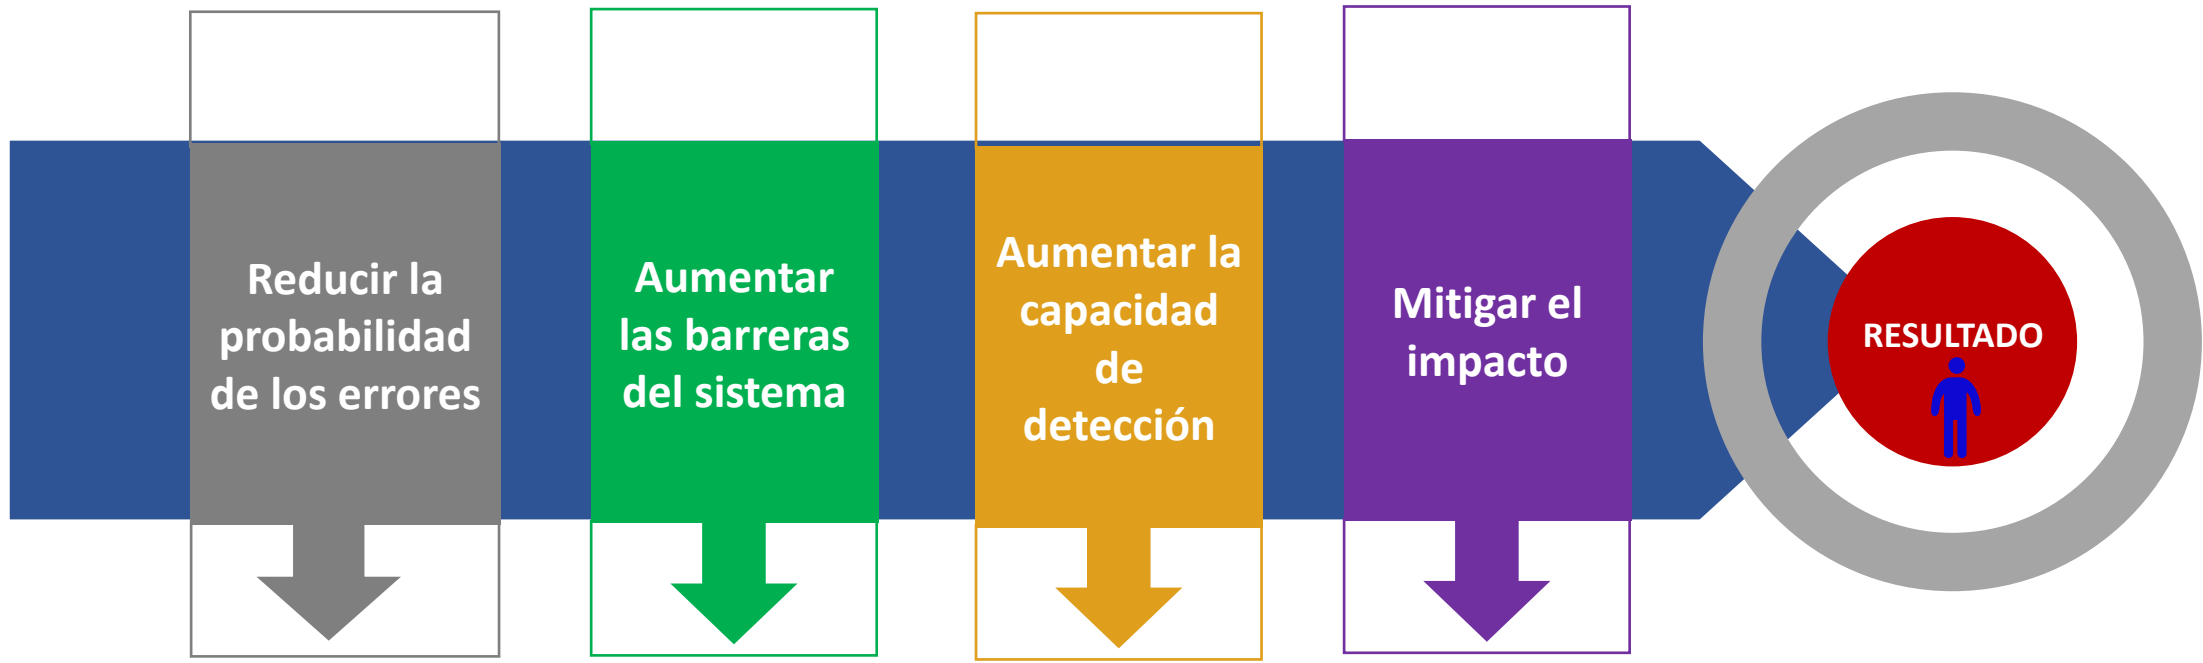 Reducir la
probabilidad
de los errores
Aumentar
las barreras
del sistema
Aumentar la
capacidad
de
detección
Mitigar el
impacto
RESULTADO